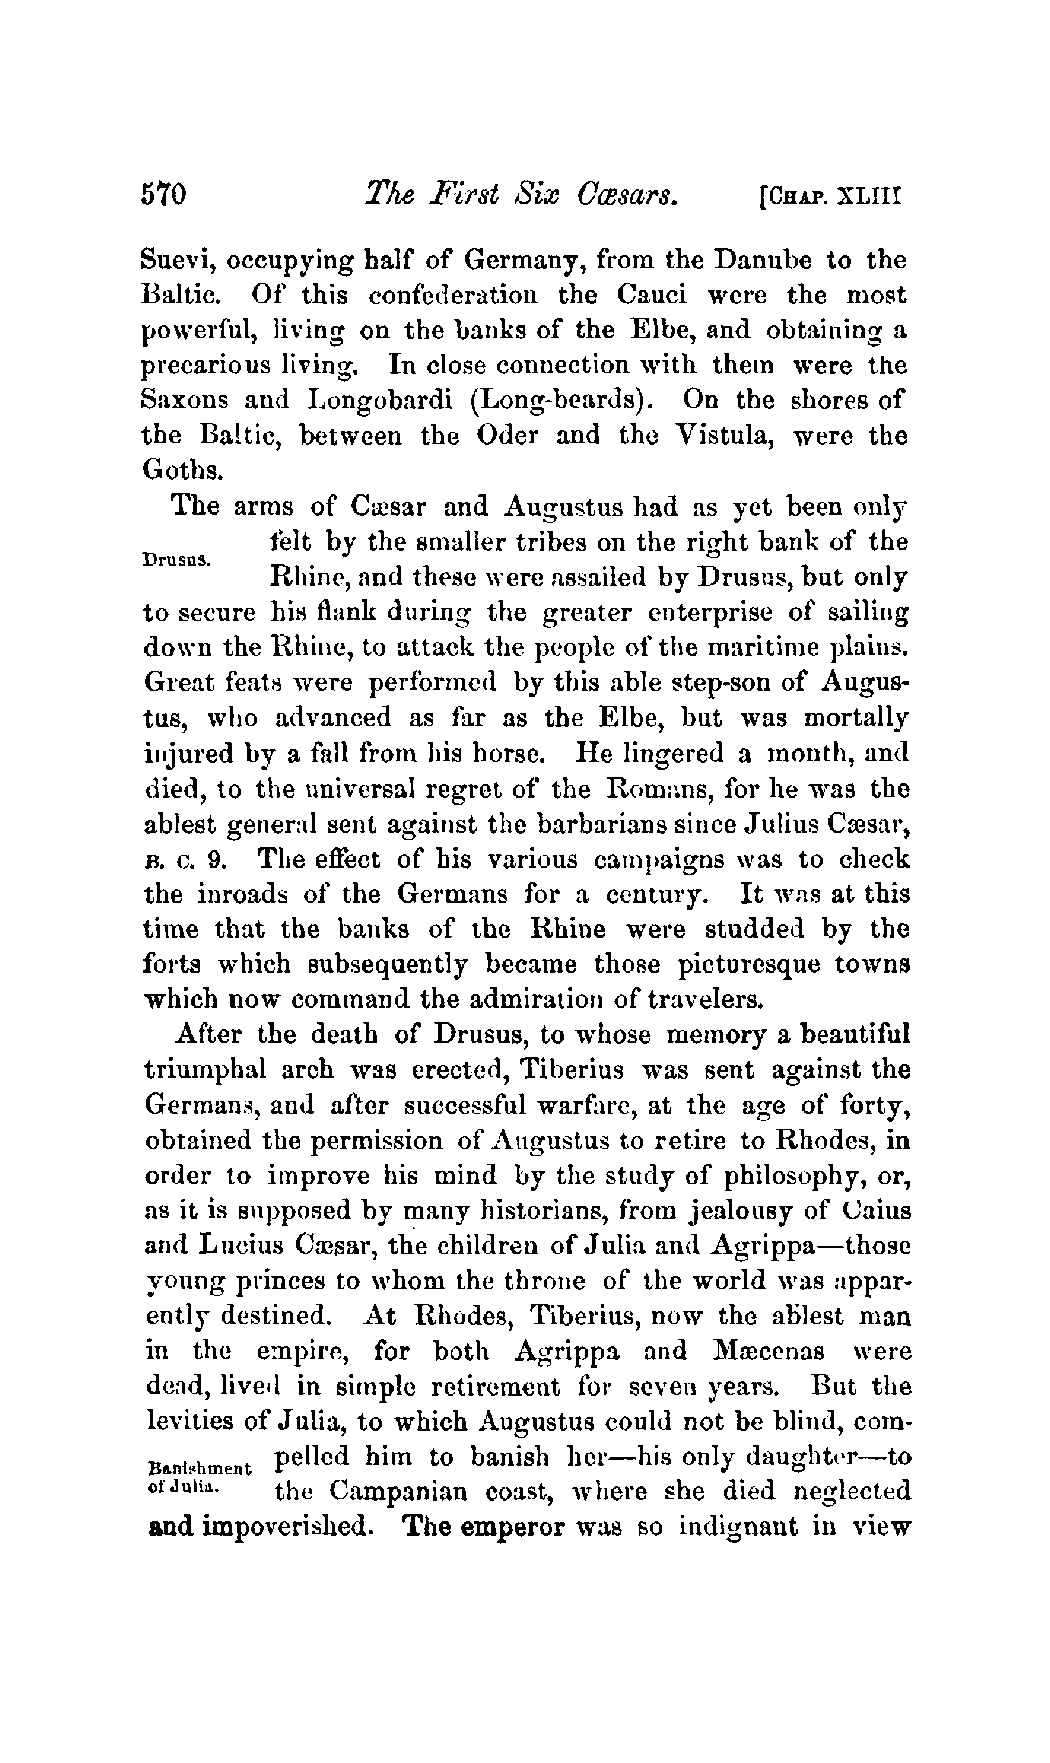 570 The First Six Cæsars. [CHAP. XLIII
Suevi, occupying half of Germany, from the Danube to the
Baltic. Of this confederation the Cauci were the most
powerful, living on the banks of the Elbe, and obtaining a
precarious living. In close connection with them were the
Saxons and Longobardi (Long-beards). On the shores of
the Baltic, between the Oder and the Vistula, were the
Goths.
The arms of Cæsar and Augustus had as yet been only
felt by the smaller tribes on the right bank of the
Drusus.
Rhine, and these were assailed by Drusus, but only
to secure his flank during the greater enterprise of sailing
down the Rhine, to attack the people of the maritime plains.
Great feats were performed by this able step-son of Augus-
tus, who advanced as far as the Elbe, but was mortally
injured by a fall from his horse. He lingered a month, and
died, to the universal regret of the Romans, for he was the
ablest general sent against the barbarians since Julius Cæsar,
B. C. 9. The effect of his various campaigns was to check
the inroads of the Germans for a century. It was at this
time that the banks of the Rhine were studded by the
forts which subsequently became those picturesque towns
which now command the admiration of travelers.
After the death of Drusus, to whose memory a beautiful
triumphal arch was erected, Tiberius was sent against the
Germans, and after successful warfare, at the age of forty,
obtained the permission of Augustus to retire to Rhodes, in
order to improve his mind by the study of philosophy, or,
as it is supposed by many historians, from jealousy of Caius
and Lucius Cæsar, the children of Julia and Agrippa—those
young princes to whom the throne of the world was appar-
ently destined. At Rhodes, Tiberius, now the ablest man
in the empire, for both Agrippa and Mæcenas were
dead, lived in simple retirement for seven years. But the
levities of Julia, to which Augustus could not be blind, com-
pelled him to banish her—his only daughter—to
Banishment
of Julia.
the Campanian coast, where she died neglected
and impoverished. The emperor was so indignant in view